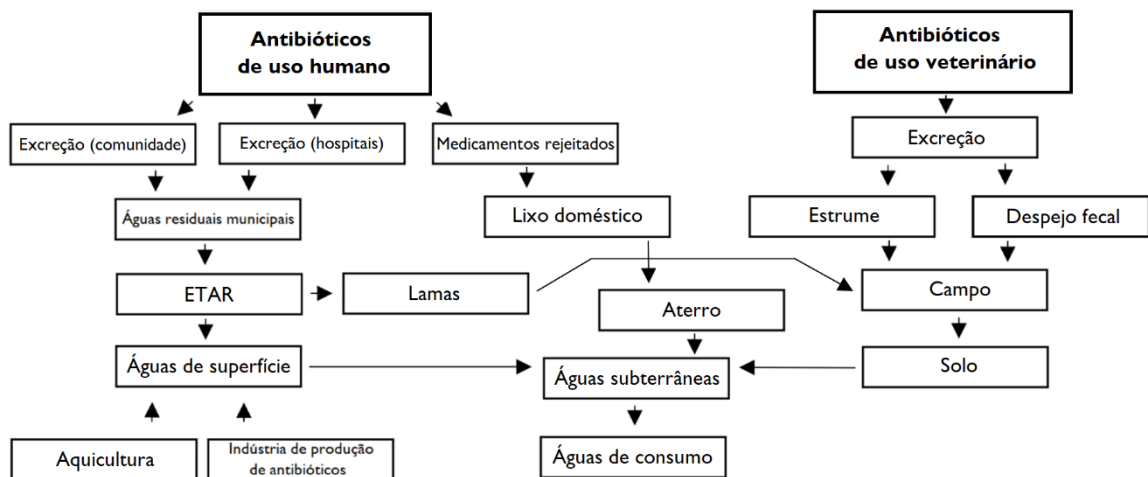 Antibióticos
de uso humano
Antibióticos
de uso veterinário
Excreção (comunidade)
Excreção (hospitais)
Medicamentos rejeitados
Excreção
Águas residuais municipais
Lixo doméstico
Estrume
Despejo fecal
ETAR
Lamas
Aterro
Campo
Águas de superfície
Águas subterrâneas
Solo
Aquicultura
Indústria de produção
de antibióticos
Águas de consumo